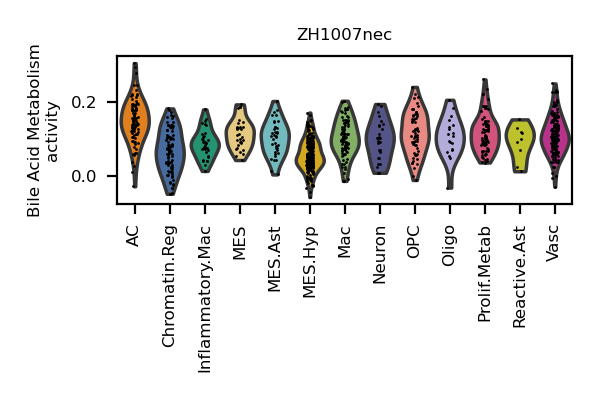 ZH1007nec
Bile Acid Metabolism
activity
0.2
0.0
AC
Chromatin.Reg
Inflammatory.Mac
MES
MES.Ast
MES.Hyp
Mac
Neuron
OPC
Oligo
Prolif.Metab
Reactive.Ast
Vasc